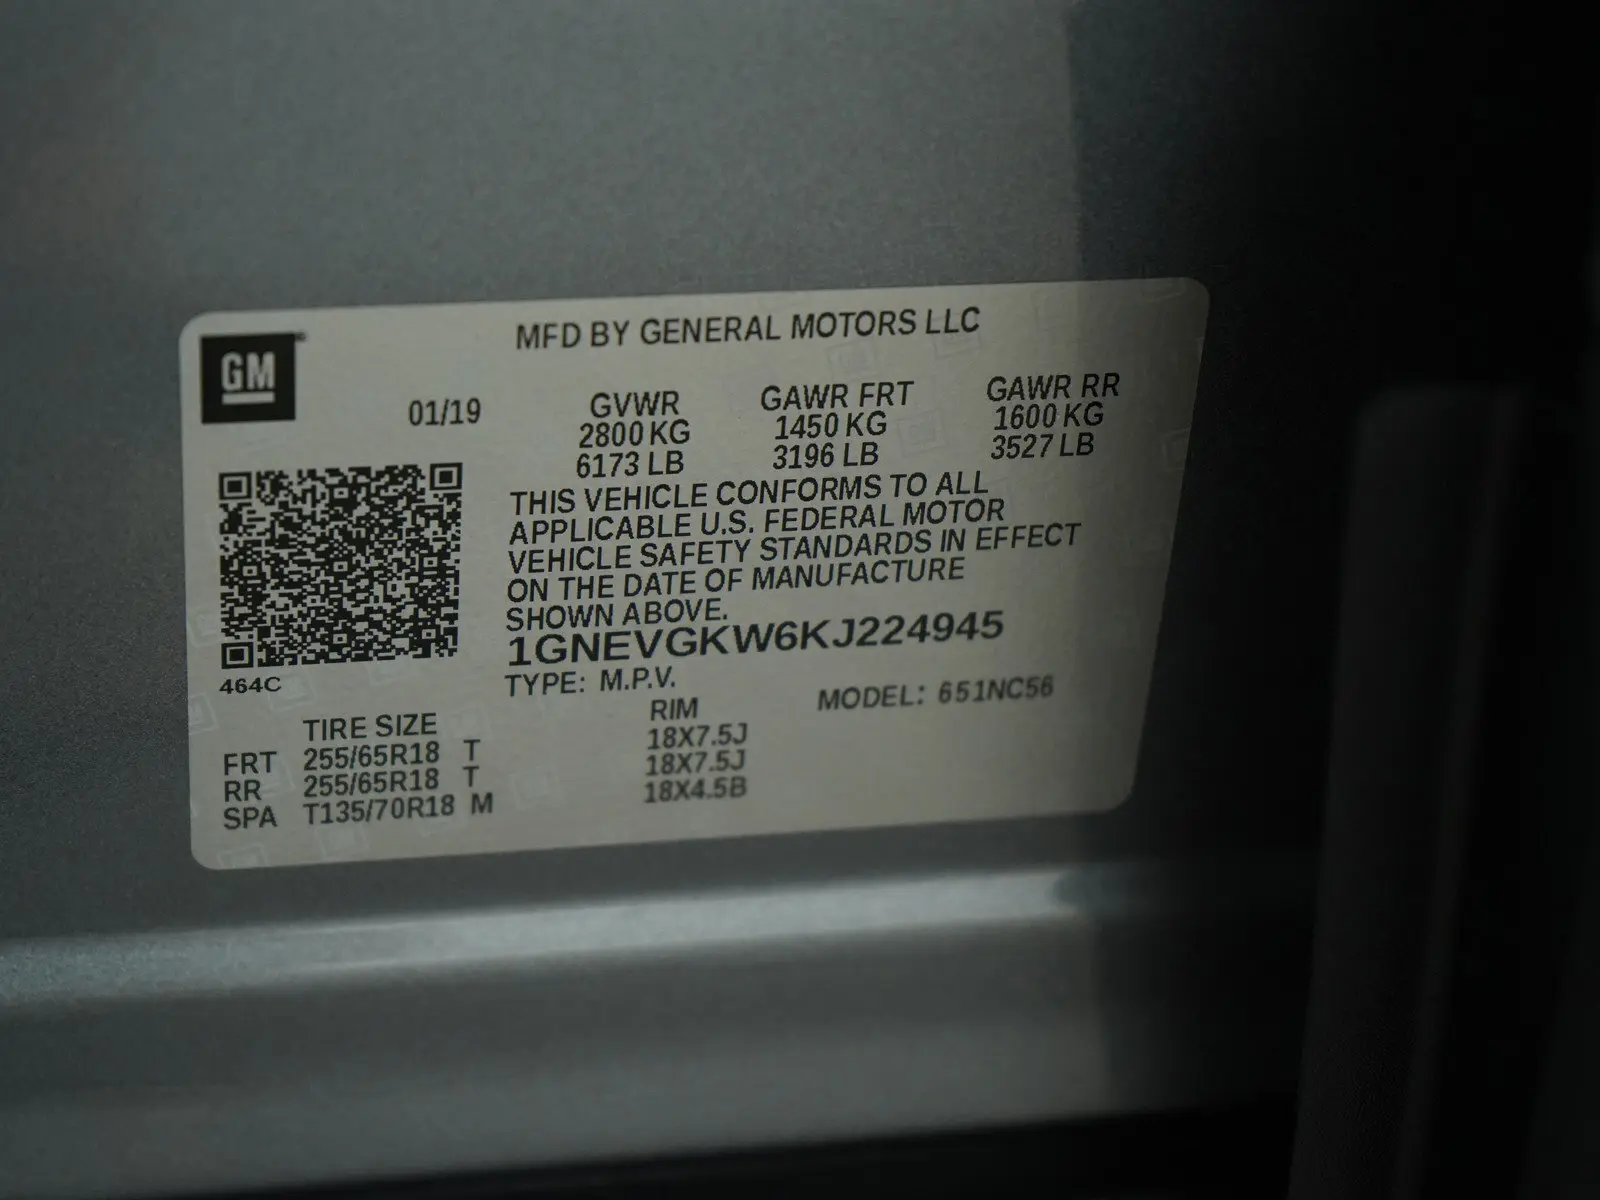 MFD BY GENERAL MOTORS LLC
GM
01/19 GVWR GAWR FRT GAWR RR
2800 KG 1450 KG 1600 KG
6173 LB 3196 LB 3527 LB
THIS VEHICLE CONFORMS TO ALL
APPLICABLE U.S. FEDERAL MOTOR
VEHICLE SAFETY STANDARDS IN EFFECT
ON THE DATE OF MANUFACTURE
SHOWN ABOVE.
1GNEVGKW6KJ224945
464C
TYPE: M.P.V. MODEL: 651NC56
TIRE SIZE RIM
FRT 255/65R18 T 18X7.5J
RR 255/65R18 T 18X7.5J
SPA T135/70R18 M 18X4.5B